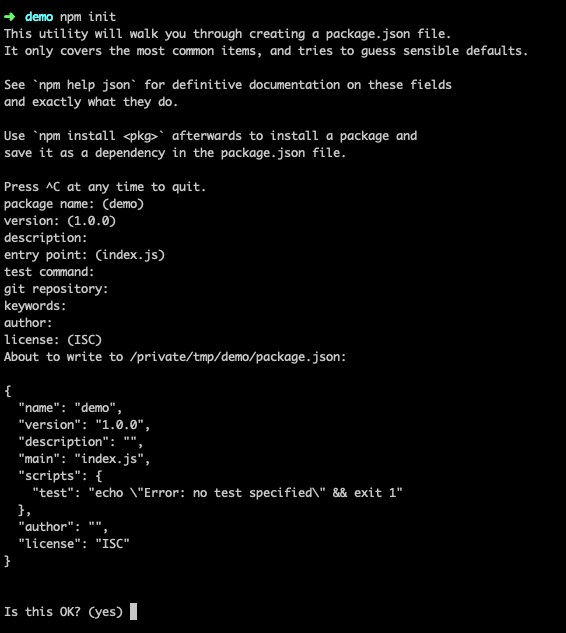 ➜ demo npm init
This utility will walk you through creating a package.json file.
It only covers the most common items, and tries to guess sensible defaults.

See `npm help json` for definitive documentation on these fields
and exactly what they do.

Use `npm install <pkg>` afterwards to install a package and
save it as a dependency in the package.json file.

Press ^C at any time to quit.
package name: (demo)
version: (1.0.0)
description:
entry point: (index.js)
test command:
git repository:
keywords:
author:
license: (ISC)
About to write to /private/tmp/demo/package.json:

{
  "name": "demo",
  "version": "1.0.0",
  "description": "",
  "main": "index.js",
  "scripts": {
    "test": "echo \"Error: no test specified\" && exit 1"
  },
  "author": "",
  "license": "ISC"
}

Is this OK? (yes)